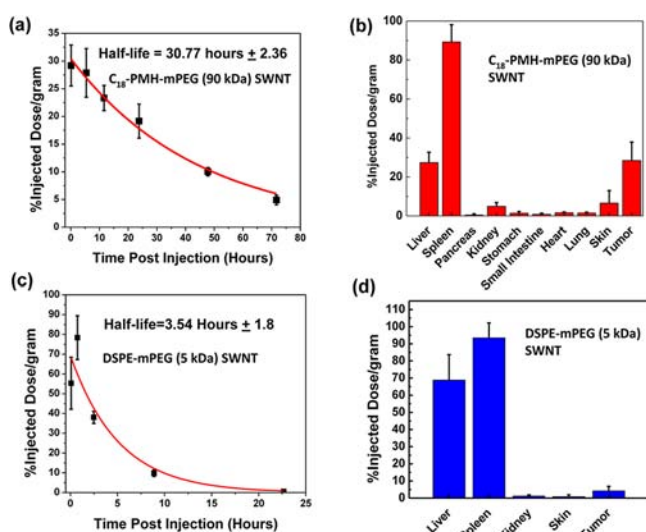 (a)
Half-life = 30.77 hours ± 2.36
C18-PMH-mPEG (90 kDa) SWNT
%Injected Dose/gram
35
30
25
20
15
10
5
0
0 10 20 30 40 50 60 70 80
Time Post Injection (Hours)
(b)
C18-PMH-mPEG (90 kDa)
SWNT
%Injected Dose/gram
100
80
60
40
20
0
Liver
Spleen
Pancreas
Kidney
Stomach
Small Intestine
Heart
Lung
Skin
Tumor
(c)
Half-life=3.54 Hours ± 1.8
DSPE-mPEG (5 kDa) SWNT
%Injected Dose/gram
100
90
80
70
60
50
40
30
20
10
0
0 5 10 15 20 25
Time Post Injection (Hours)
(d)
DSPE-mPEG (5 kDa)
SWNT
%Injected Dose/gram
110
100
90
80
70
60
50
40
30
20
10
0
Liver
Spleen
Kidney
Skin
Tumor